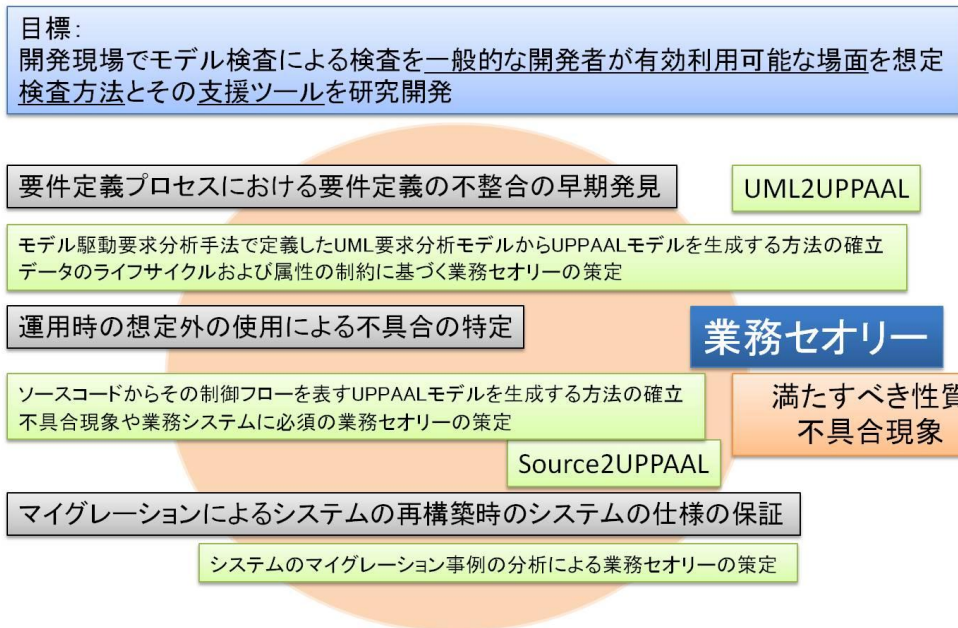 目標：
開発現場でモデル検査による検査を一般的な開発者が有効利用可能な場面を想定
検査方法とその支援ツールを研究開発
要件定義プロセスにおける要件定義の不整合の早期発見
UML2UPPAAL
モデル駆動要求分析手法で定義したUML要求分析モデルからUPPAALモデルを生成する方法の確立
データのライフサイクルおよび属性の制約に基づく業務セオリーの策定
運用時の想定外の使用による不具合の特定
業務セオリー
ソースコードからその制御フローを表すUPPAALモデルを生成する方法の確立
不具合現象や業務システムに必須の業務セオリーの策定
満たすべき性質
不具合現象
Source2UPPAAL
マイグレーションによるシステムの再構築時のシステムの仕様の保証
システムのマイグレーション事例の分析による業務セオリーの策定